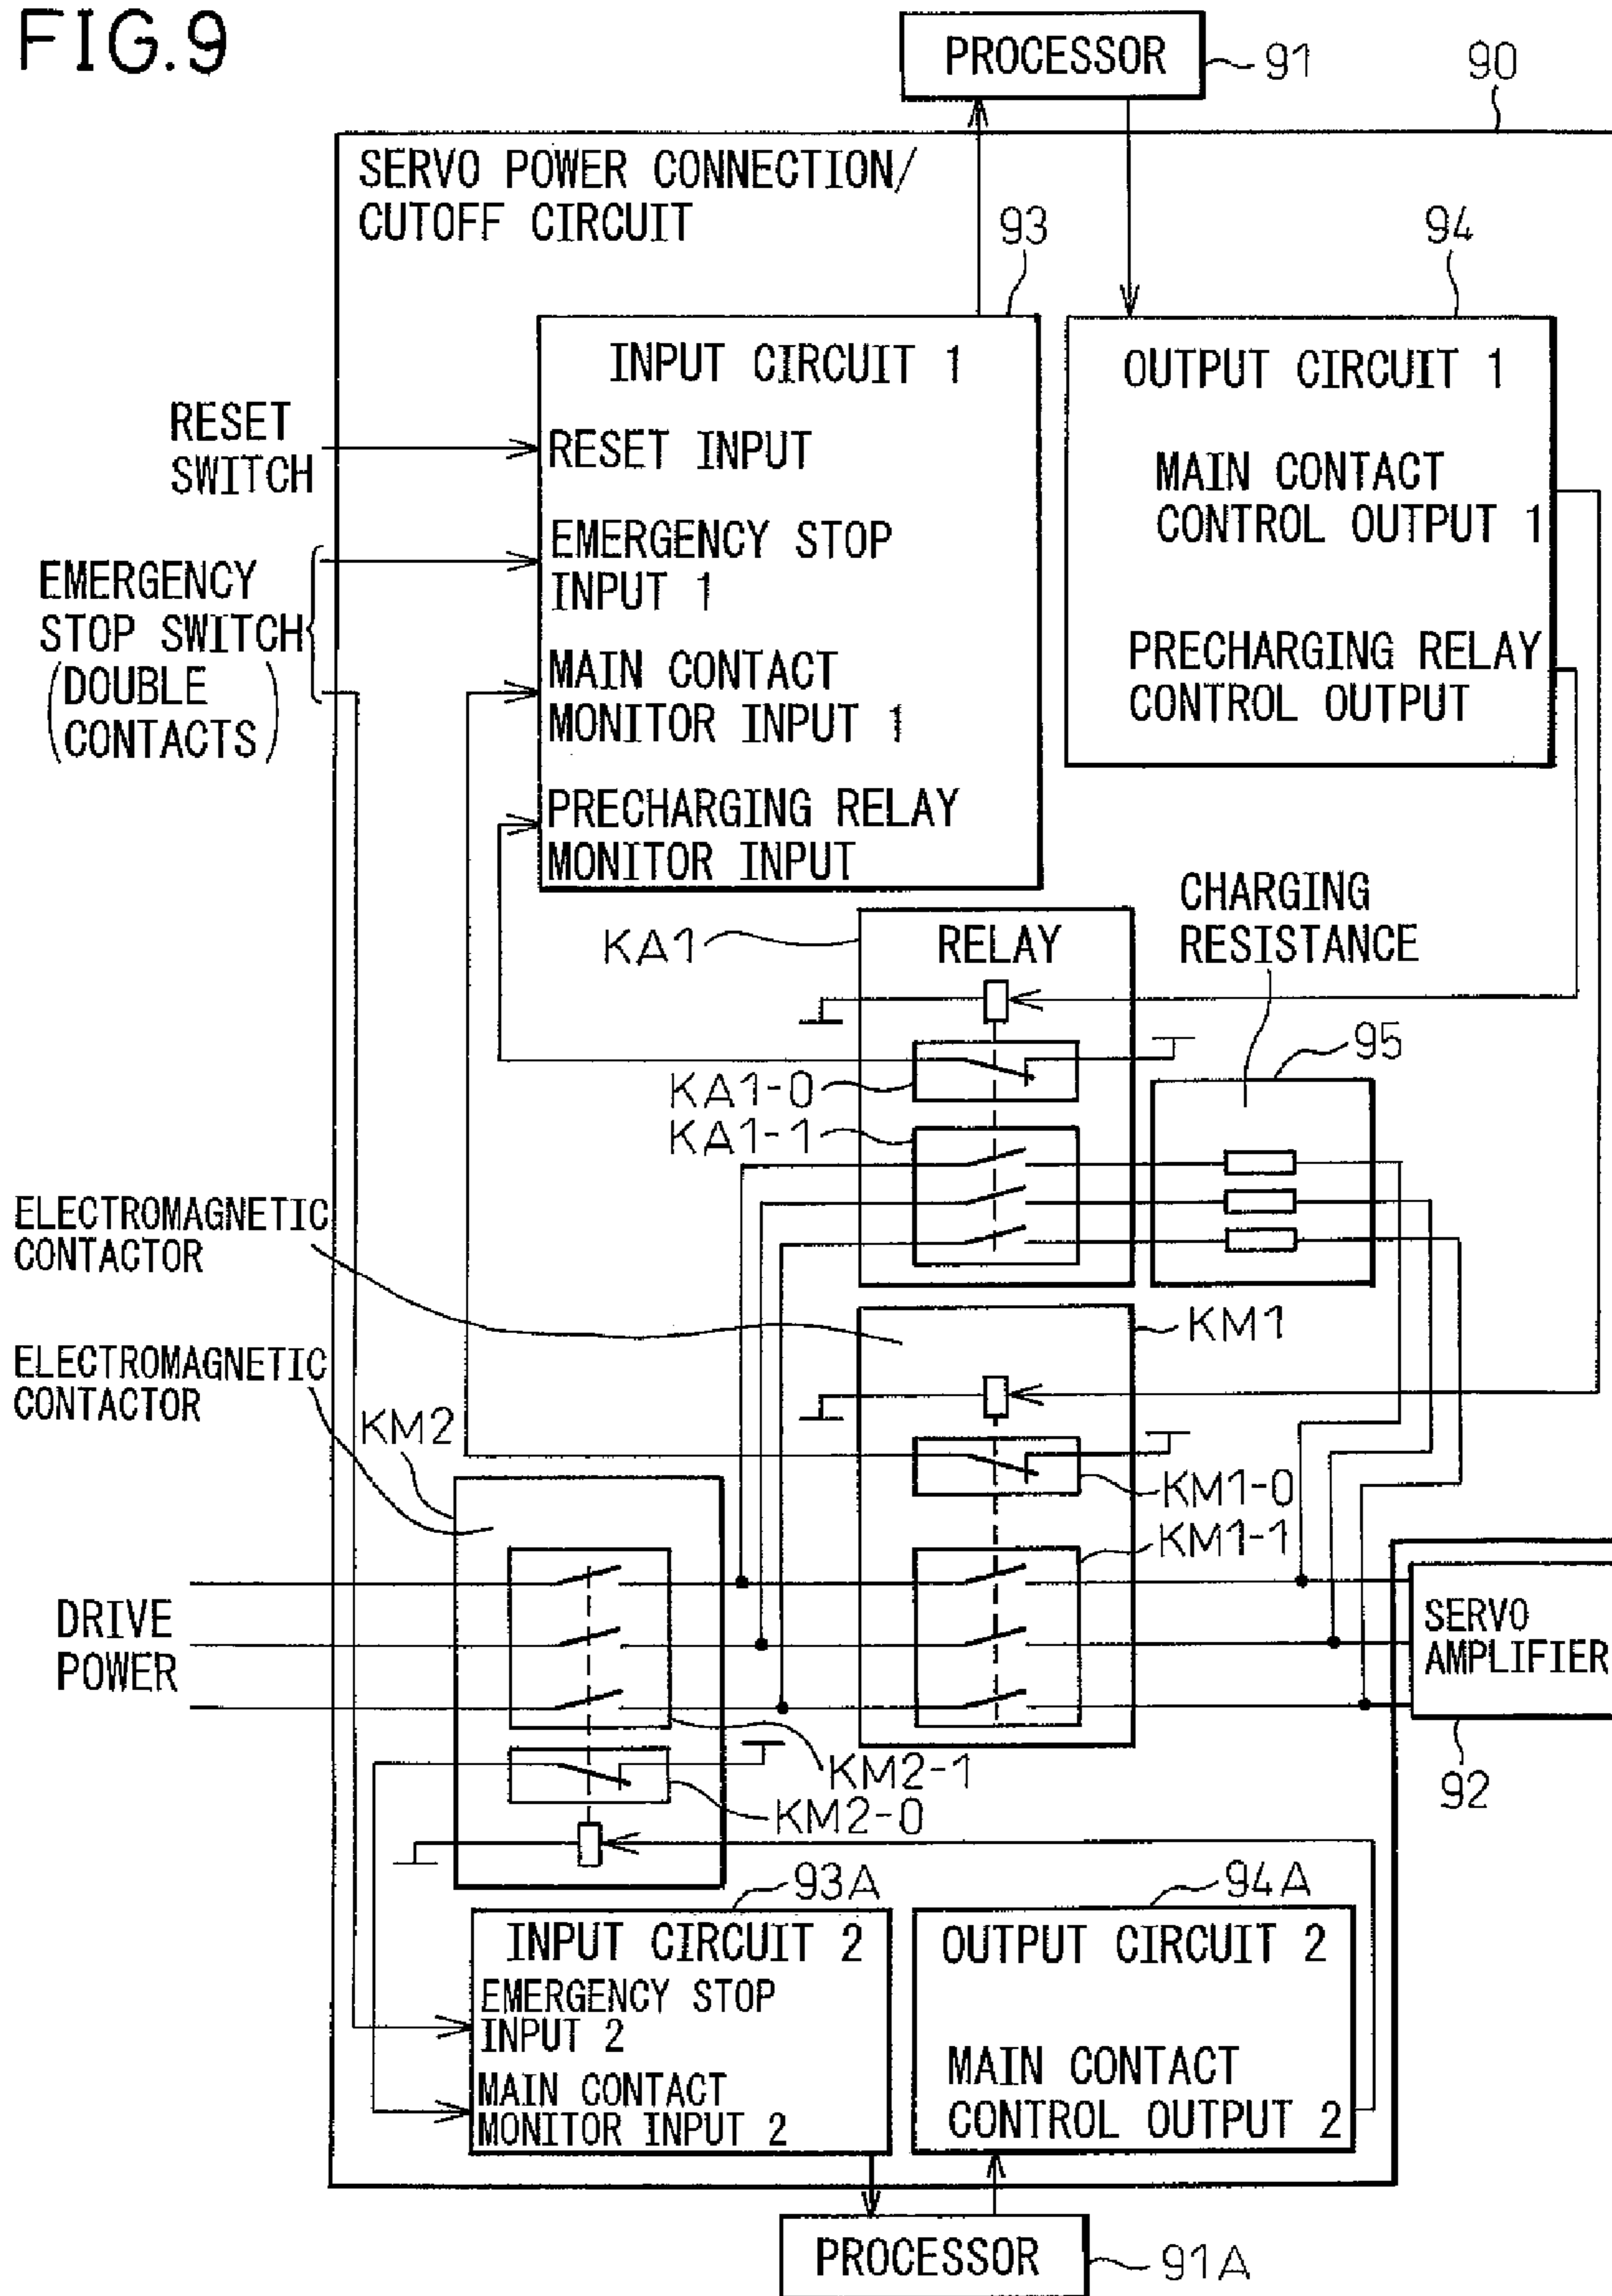 FIG.9
PROCESSOR
91
90
SERVO POWER CONNECTION/
CUTOFF CIRCUIT
93
94
INPUT CIRCUIT 1
RESET INPUT
EMERGENCY STOP
INPUT 1
MAIN CONTACT
MONITOR INPUT 1
PRECHARGING RELAY
MONITOR INPUT
OUTPUT CIRCUIT 1
MAIN CONTACT
CONTROL OUTPUT 1
PRECHARGING RELAY
CONTROL OUTPUT
RESET
SWITCH
EMERGENCY
STOP SWITCH
(DOUBLE
CONTACTS)
CHARGING
RESISTANCE
KA1
RELAY
95
KA1-0
KA1-1
ELECTROMAGNETIC
CONTACTOR
KM1
ELECTROMAGNETIC
CONTACTOR
KM2
KM1-0
KM1-1
DRIVE
POWER
SERVO
AMPLIFIER
92
KM2-1
KM2-0
93A
94A
INPUT CIRCUIT 2
EMERGENCY STOP
INPUT 2
MAIN CONTACT
MONITOR INPUT 2
OUTPUT CIRCUIT 2
MAIN CONTACT
CONTROL OUTPUT 2
PROCESSOR
91A